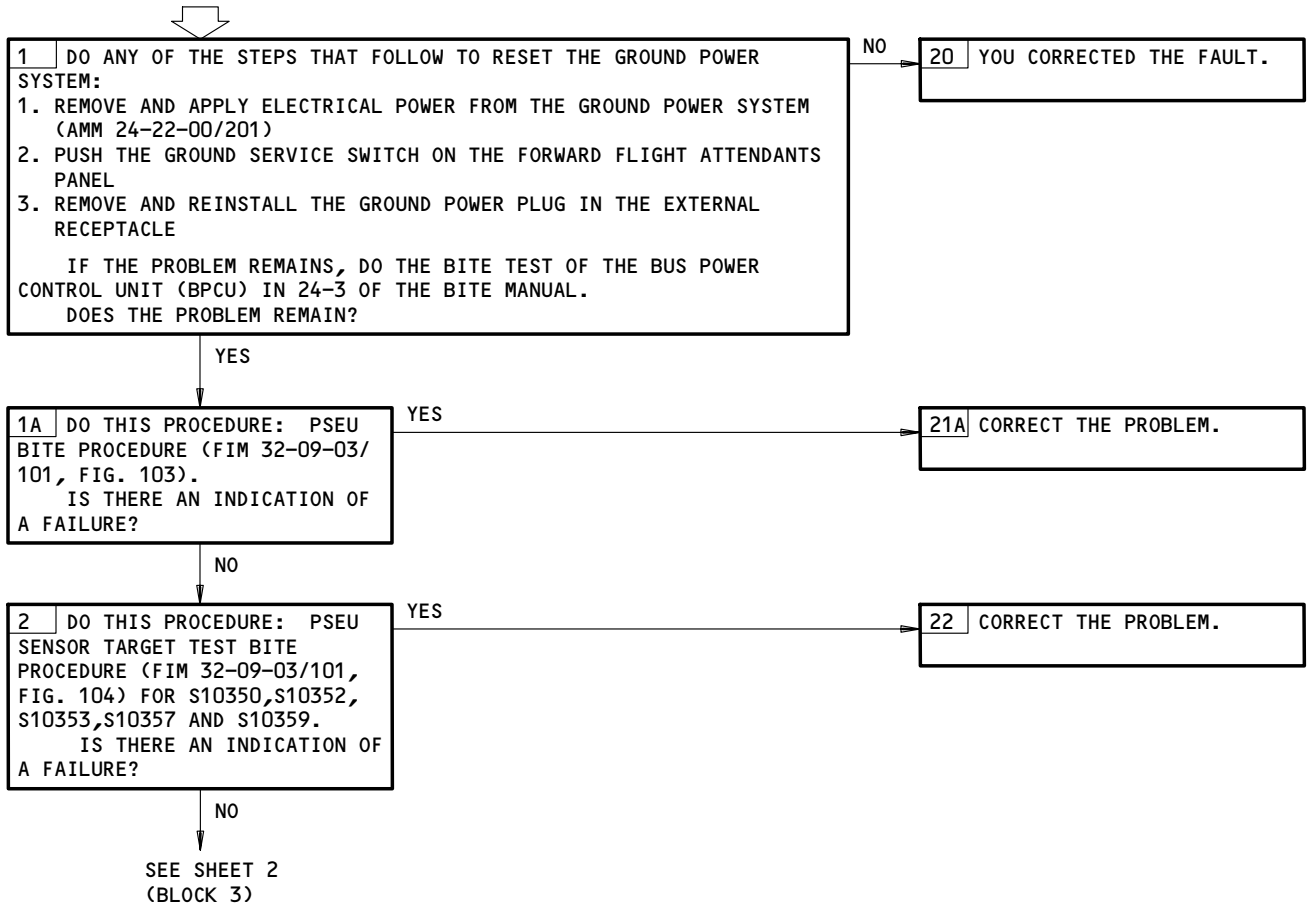 1 DO ANY OF THE STEPS THAT FOLLOW TO RESET THE GROUND POWER
SYSTEM:
1. REMOVE AND APPLY ELECTRICAL POWER FROM THE GROUND POWER SYSTEM
(AMM 24-22-00/201)
2. PUSH THE GROUND SERVICE SWITCH ON THE FORWARD FLIGHT ATTENDANTS
PANEL
3. REMOVE AND REINSTALL THE GROUND POWER PLUG IN THE EXTERNAL
RECEPTACLE
IF THE PROBLEM REMAINS, DO THE BITE TEST OF THE BUS POWER
CONTROL UNIT (BPCU) IN 24-3 OF THE BITE MANUAL.
DOES THE PROBLEM REMAIN?
NO
20 YOU CORRECTED THE FAULT.
YES
1A DO THIS PROCEDURE: PSEU
BITE PROCEDURE (FIM 32-09-03/
101, FIG. 103).
IS THERE AN INDICATION OF
A FAILURE?
YES
21A CORRECT THE PROBLEM.
NO
2 DO THIS PROCEDURE: PSEU
SENSOR TARGET TEST BITE
PROCEDURE (FIM 32-09-03/101,
FIG. 104) FOR S10350,S10352,
S10353,S10357 AND S10359.
IS THERE AN INDICATION OF
A FAILURE?
YES
22 CORRECT THE PROBLEM.
NO
SEE SHEET 2
(BLOCK 3)